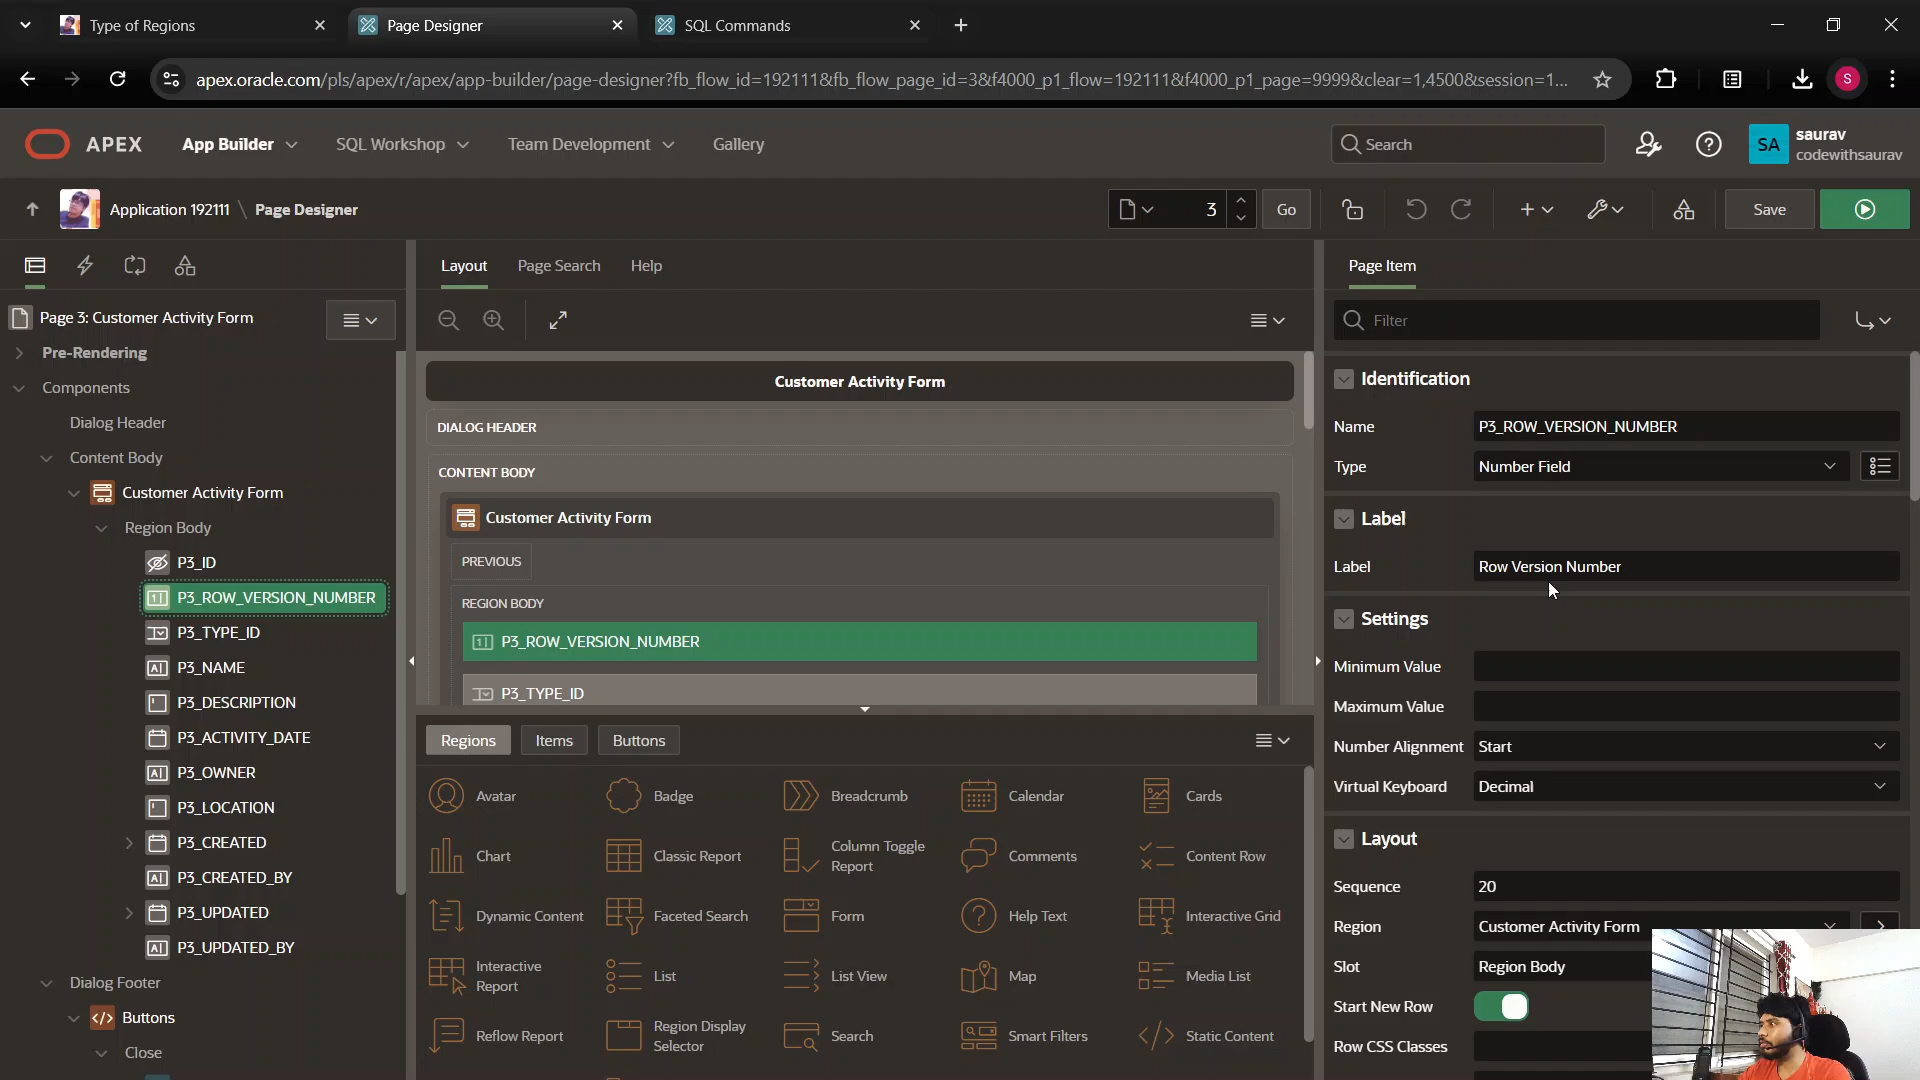 Type of Regions
Page Designer
SQL Commands
apex.oracle.com/pls/apex/r/apex/app-builder/page-designer?fb_flow_id=192111&fb_flow_page_id=3&f4000_p1_flow=192111&f4000_p1_page=9999&clear=1,4500&session=1...
S
APEX
App Builder
SQL Workshop
Team Development
Gallery
Search
SA
saurav
codewithsaurav
Application 192111 \ Page Designer
3
Go
Save
Page 3: Customer Activity Form
Pre-Rendering
Components
Dialog Header
Content Body
Customer Activity Form
Region Body
P3_ID
P3_ROW_VERSION_NUMBER
P3_TYPE_ID
P3_NAME
P3_DESCRIPTION
P3_ACTIVITY_DATE
P3_OWNER
P3_LOCATION
P3_CREATED
P3_CREATED_BY
P3_UPDATED
P3_UPDATED_BY
Dialog Footer
Buttons
Close
Layout
Page Search
Help
Customer Activity Form
DIALOG HEADER
CONTENT BODY
Customer Activity Form
PREVIOUS
REGION BODY
P3_ROW_VERSION_NUMBER
P3_TYPE_ID
Regions
Items
Buttons
Avatar
Badge
Breadcrumb
Calendar
Cards
Chart
Classic Report
Column Toggle
Report
Comments
Content Row
Dynamic Content
Faceted Search
Form
Help Text
Interactive Grid
Interactive
Report
List
List View
Map
Media List
Reflow Report
Region Display
Selector
Search
Smart Filters
Static Content
Page Item
Filter
Identification
Name
P3_ROW_VERSION_NUMBER
Type
Number Field
Label
Label
Row Version Number
Settings
Minimum Value
Maximum Value
Number Alignment
Start
Virtual Keyboard
Decimal
Layout
Sequence
20
Region
Customer Activity Form
Slot
Region Body
Start New Row
Row CSS Classes